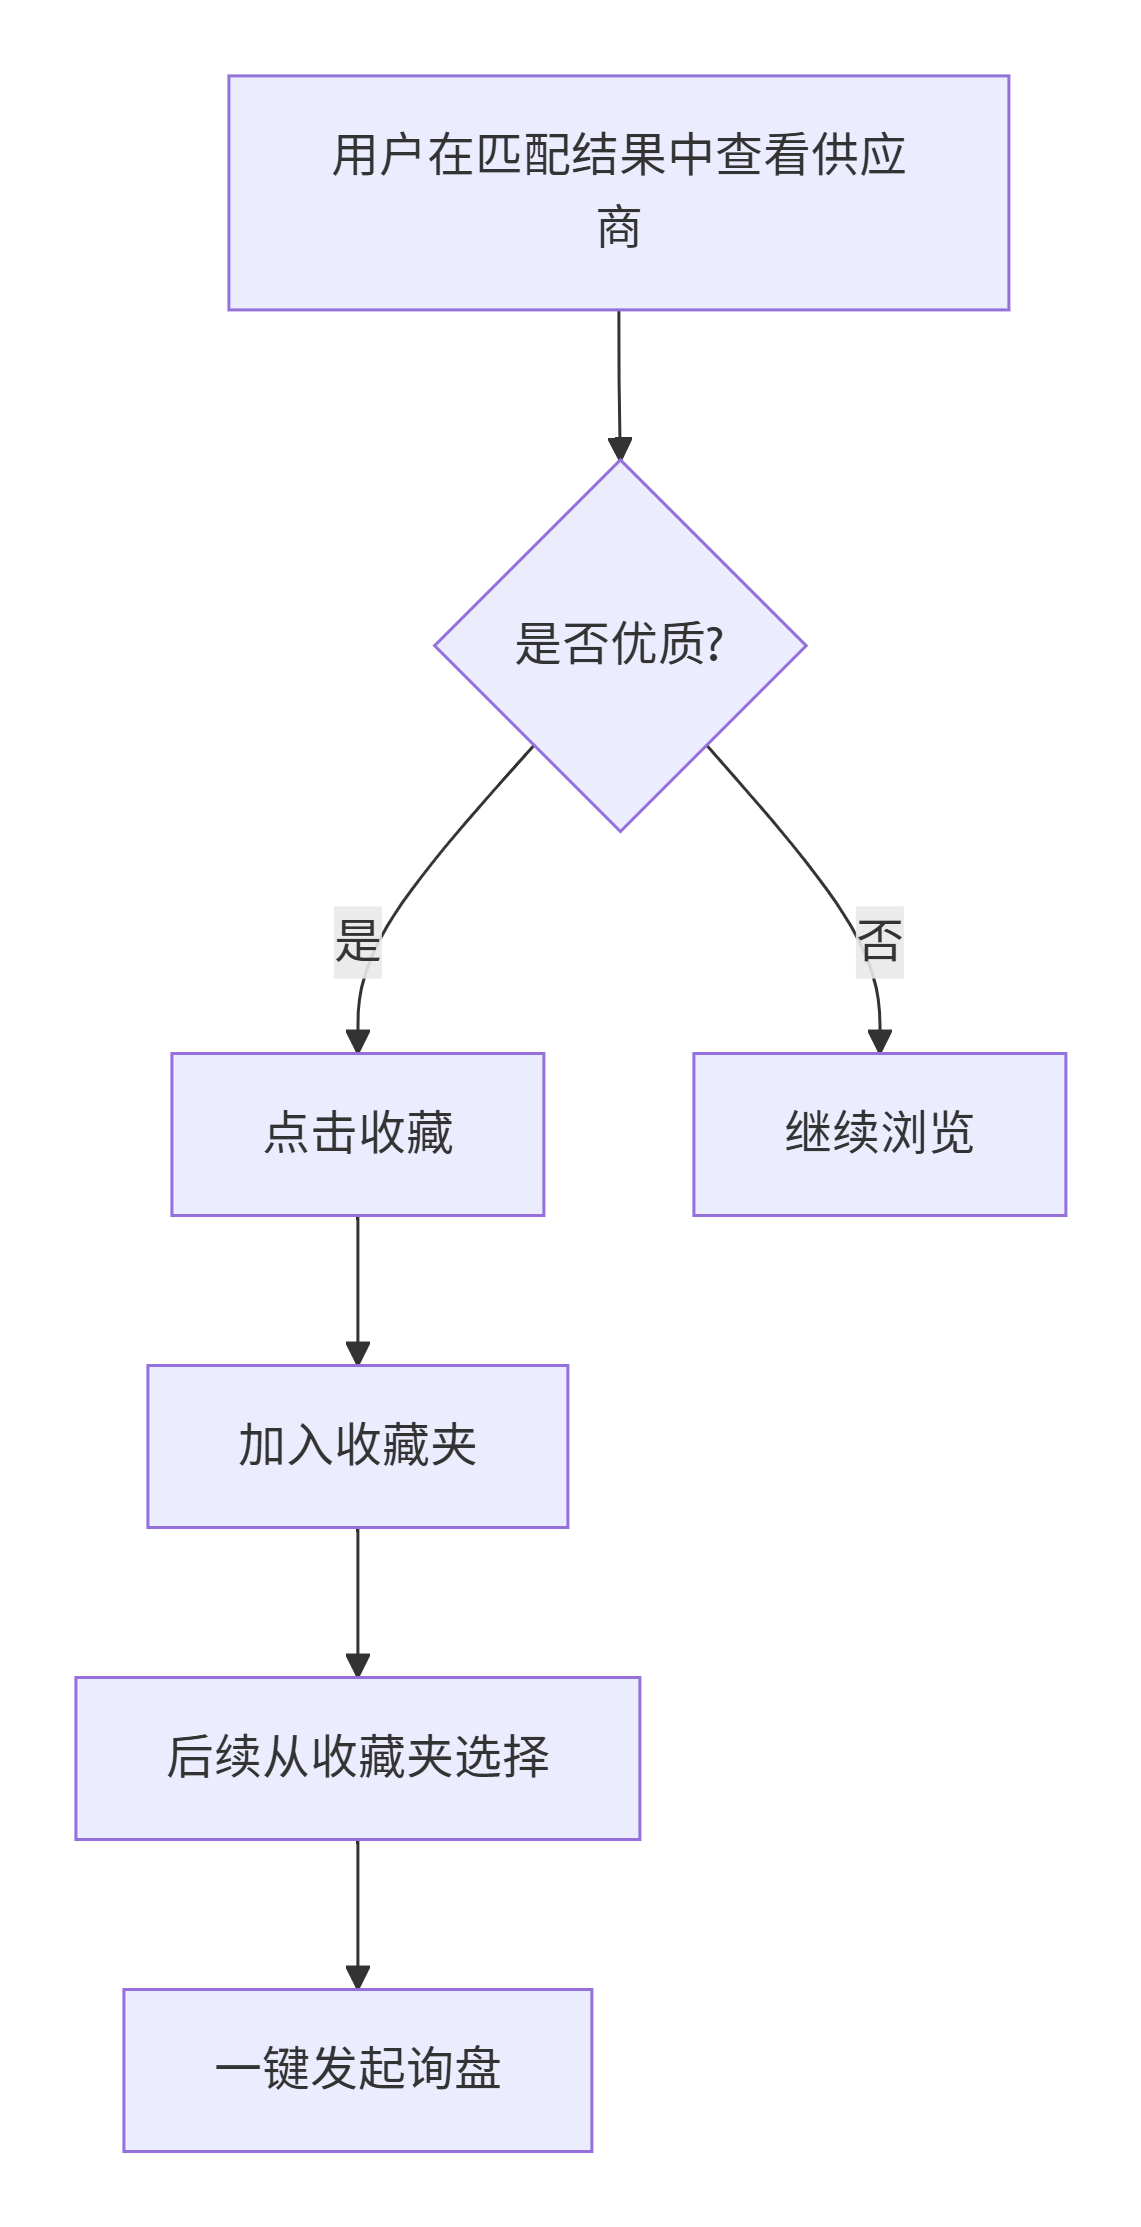 用户在匹配结果中查看供应
商
是否优质?
是
否
点击收藏
继续浏览
加入收藏夹
后续从收藏夹选择
一键发起询盘